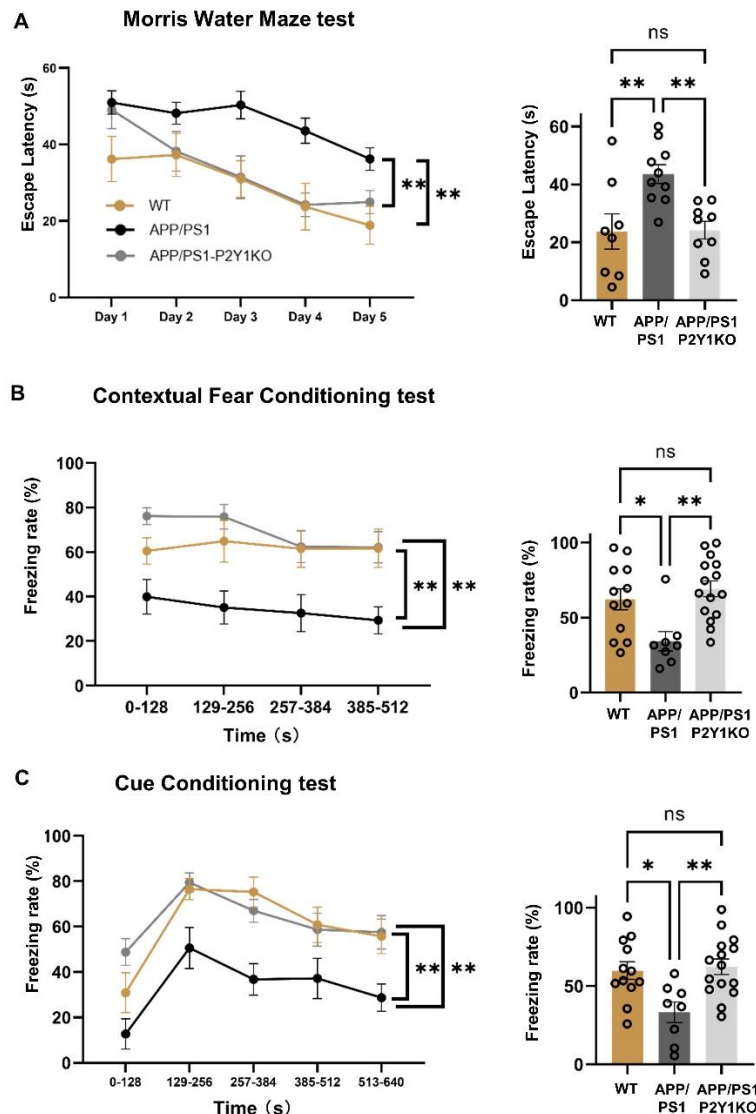 A
Morris Water Maze test
Escape Latency (s)
60
40
20
0
WT
APP/PS1
APP/PS1-P2Y1KO
**
**
Day 1 Day 2 Day 3 Day 4 Day 5
Escape Latency (s)
60
40
20
0
ns
** **
WT APP/ APP/PS1
PS1 P2Y1KO
B
Contextual Fear Conditioning test
Freezing rate (%)
100
80
60
40
20
0
** **
0-128 129-256 257-384 385-512
Time (s)
Freezing rate (%)
100
50
0
ns
* **
WT APP/ APP/PS1
PS1 P2Y1KO
C
Cue Conditioning test
Freezing rate (%)
100
80
60
40
20
0
** **
0-128 129-256 257-384 385-512 513-640
Freezing rate (%)
100
50
0
ns
* **
WT APP/ APP/PS1
PS1 P2Y1KO